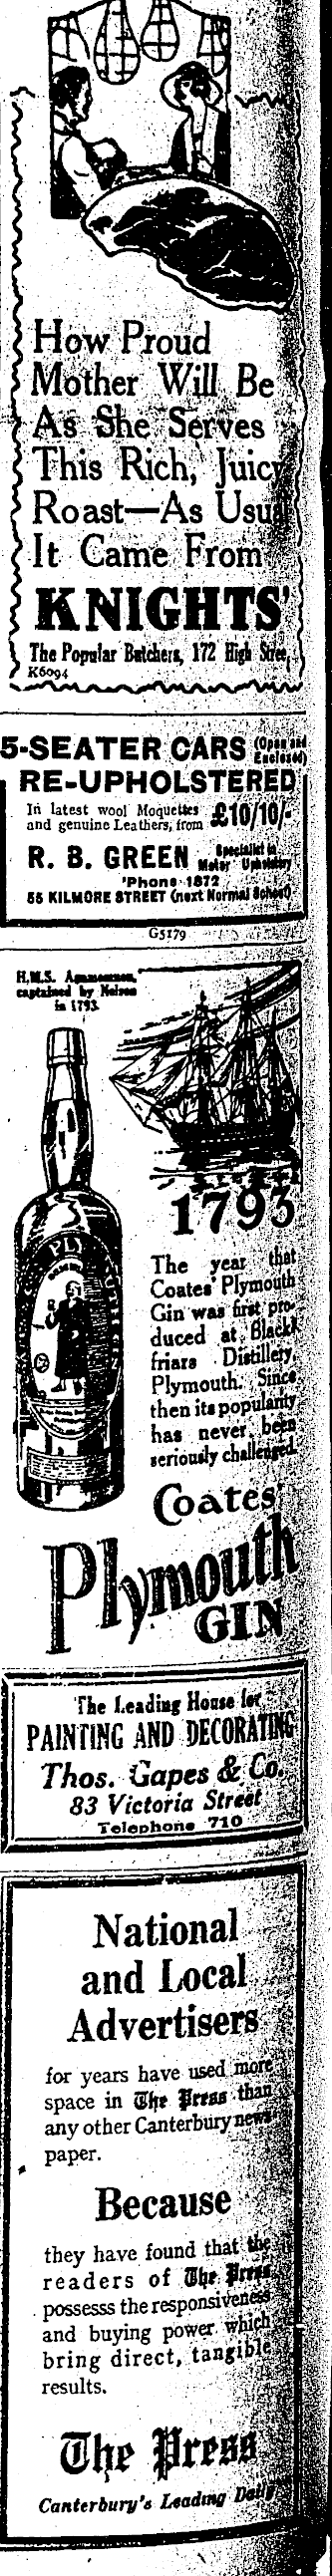 How Proud
Mother Will Be
As She Serves
This Rich, Juicy
Roast—As Usual
It Came From
KNIGHTS'
The Popular Butchers, 172 High Street,
K6094
5-SEATER CARS (Open and Enclosed)
RE-UPHOLSTERED
In latest wool Moquettes
and genuine Leathers, from £10/10/-
R. B. GREEN Specialist in Motor Upholstery
'Phone 1872
55 KILMORE STREET (next Normal School)
G5179
H.M.S. Agamemnon,
captained by Nelson
in 1793.
1793
The year that
Coates' Plymouth
Gin was first pro-
duced at Black
friars Distillery,
Plymouth. Since
then its popularity
has never been
seriously challenged.
Coates'
Plymouth
GIN
The Leading House for
PAINTING AND DECORATING
Thos. Gapes & Co.
83 Victoria Street
Telephone 710
National
and Local
Advertisers
for years have used more
space in The Press than
any other Canterbury news-
paper.
Because
they have found that the
readers of The Press
possesss the responsiveness
and buying power which
bring direct, tangible
results.
The Press
Canterbury's Leading Daily